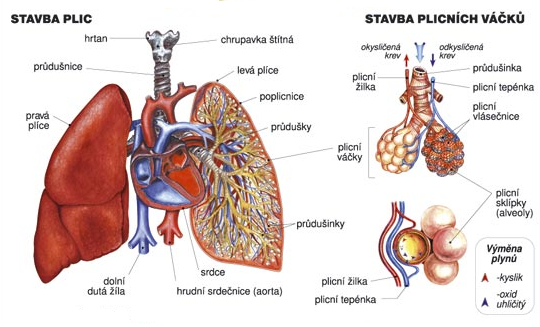 STAVBA PLIC
hrtan
chrupavka štítná
průdušnice
levá plíce
poplicnice
pravá
plíce
průdušky
plicní
váčky
průdušinky
srdce
dolní
dutá žíla
hrudní srdečnice (aorta)
STAVBA PLICNÍCH VÁČKŮ
okysličená
krev
odkysličená
krev
průdušinka
plicní
žilka
plicní tepénka
plicní
vlásečnice
plicní
sklípky
(alveoly)
plicní žilka
plicní tepénka
Výměna
plynů
-kyslík
-oxid
uhličitý